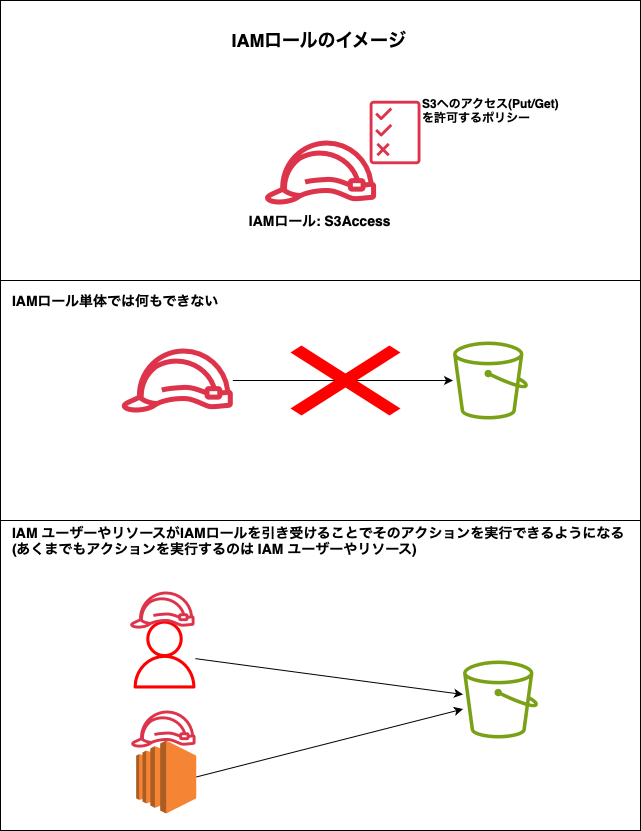 IAMロールのイメージ
S3へのアクセス(Put/Get)
を許可するポリシー
IAMロール: S3Access
IAMロール単体では何もできない
IAM ユーザーやリソースがIAMロールを引き受けることでそのアクションを実行できるようになる
(あくまでもアクションを実行するのは IAM ユーザーやリソース)